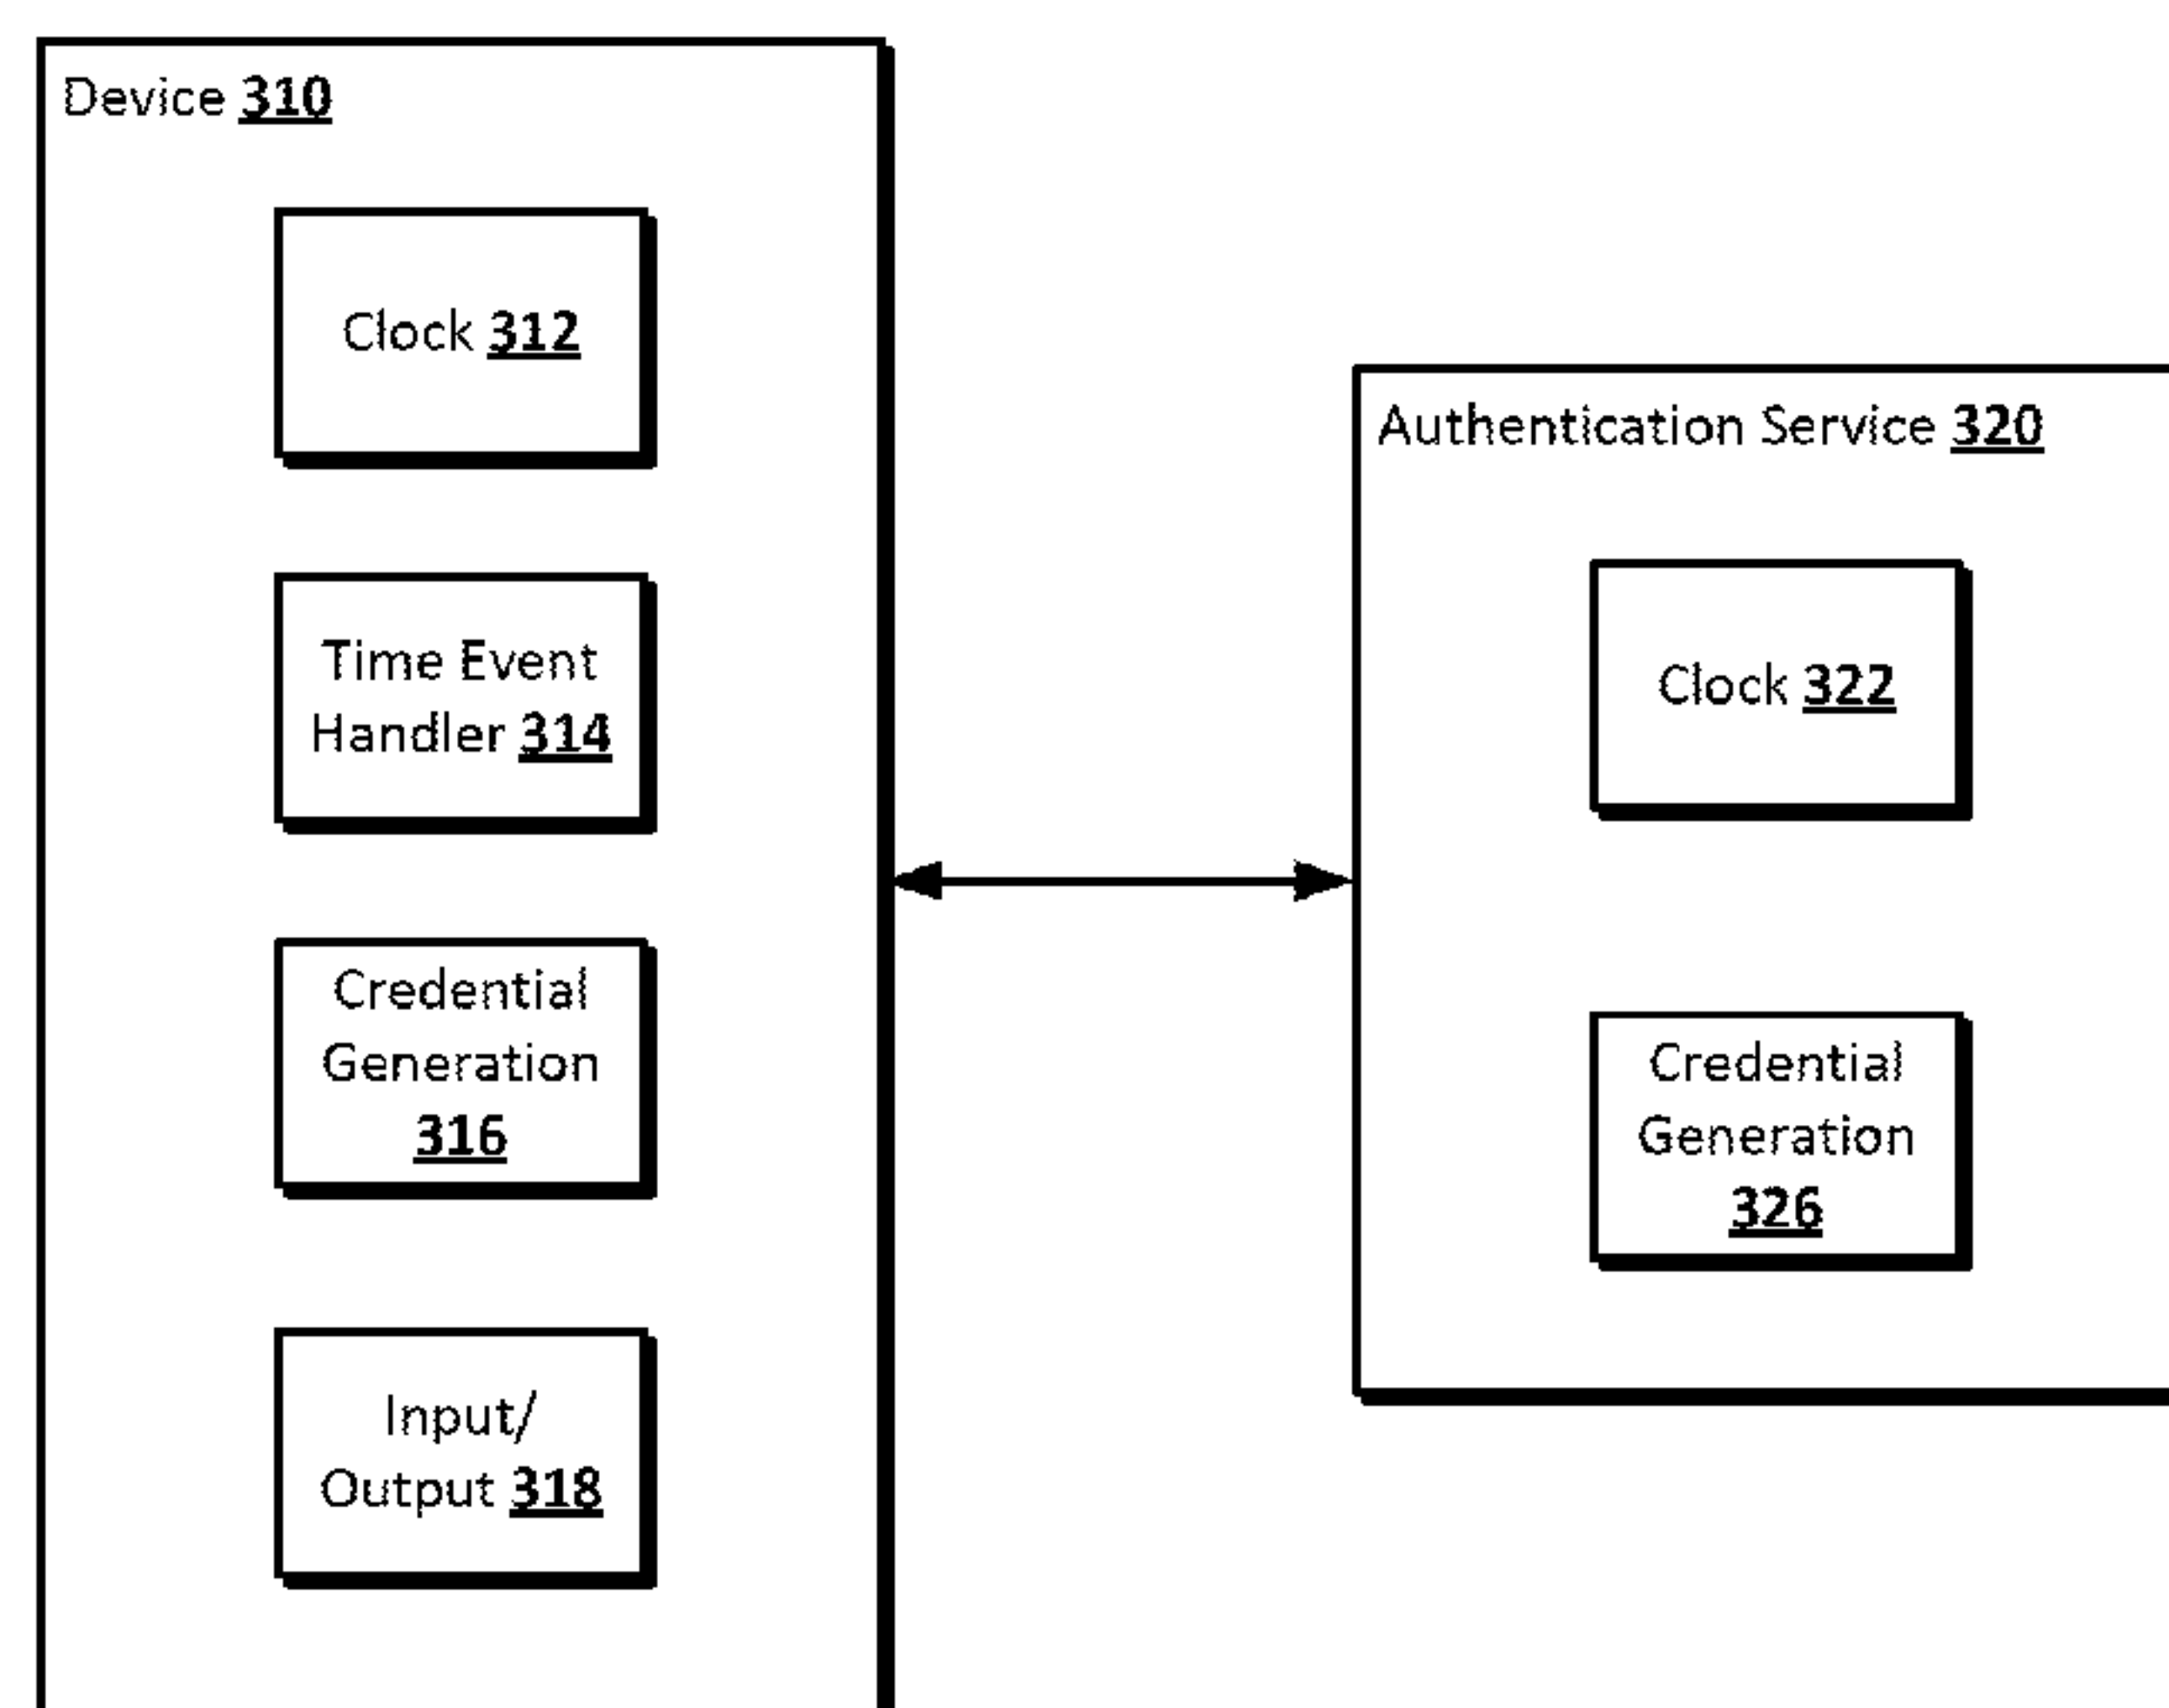 Device 310
Clock 312
Time Event
Handler 314
Credential
Generation
316
Input/
Output 318
Authentication Service 320
Clock 322
Credential
Generation
326